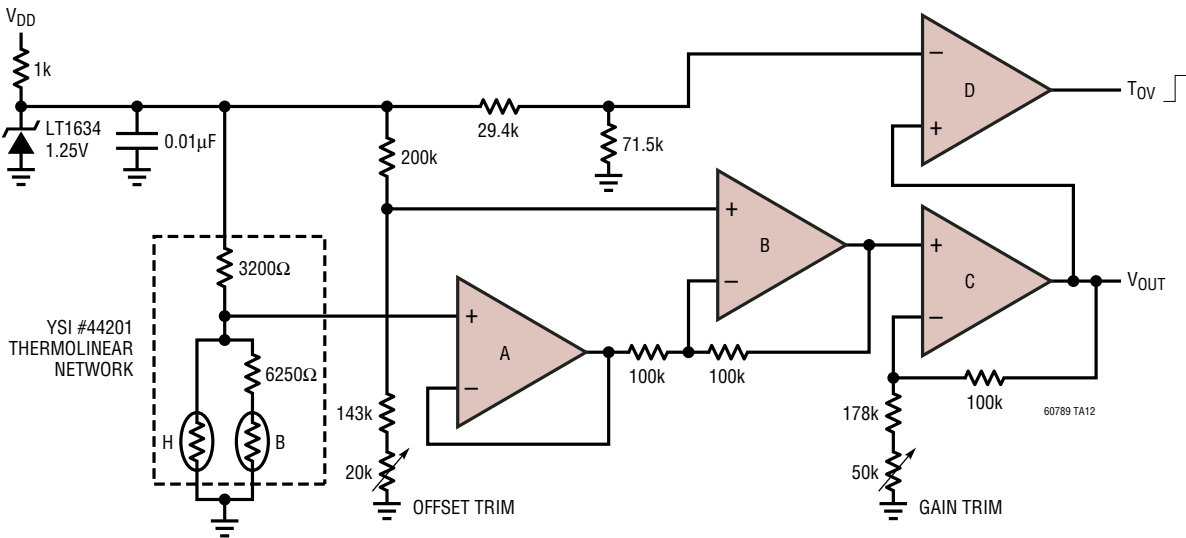 VDD
1k
LT1634
1.25V
0.01µF
29.4k
71.5k
200k
D
−
+
TOV
3200Ω
YSI #44201
THERMOLINEAR
NETWORK
6250Ω
H
B
A
+
−
B
+
−
C
+
−
VOUT
100k
100k
100k
143k
20k
OFFSET TRIM
178k
50k
GAIN TRIM
60789 TA12